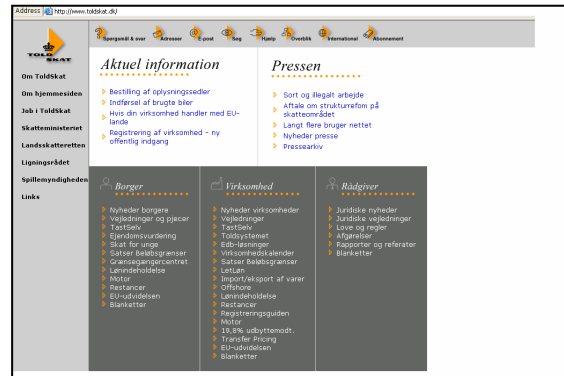 Address http://www.toldskat.dk/
TOLD SKAT
Spørgsmål & svar Adresser E-post Søg Hjælp Overblik International Abonnement
Om ToldSkat
Om hjemmesiden
Job i ToldSkat
Skatteministeriet
Landsskatteretten
Ligningsrådet
Spillemyndigheden
Links
Aktuel information
Bestilling af oplysningssedler
Indførsel af brugte biler
Hvis din virksomhed handler med EU-
lande
Registrering af virksomhed - ny
offentlig indgang
Pressen
Sort og illegalt arbejde
Aftale om strukturrefom på
skatteområdet
Langt flere bruger nettet
Nyheder presse
Pressearkiv
Borger
Nyheder borgere
Vejledninger og pjecer
TastSelv
Ejendomsvurdering
Skat for unge
Satser Beløbsgrænser
Grænsegængercentret
Lønindeholdelse
Motor
Restancer
EU-udvidelsen
Blanketter
Virksomhed
Nyheder virksomheder
Vejledninger
TastSelv
Toldsystemet
Edb-løsninger
Virksomhedskalender
Satser Beløbsgrænser
LetLøn
Import/eksport af varer
Offshore
Lønindeholdelse
Restancer
Registreringsguiden
Motor
19,8% udbyttemodt.
Transfer Pricing
EU-udvidelsen
Blanketter
Rådgiver
Juridiske nyheder
Juridiske vejledninger
Love og regler
Afgørelser
Rapporter og referater
Blanketter